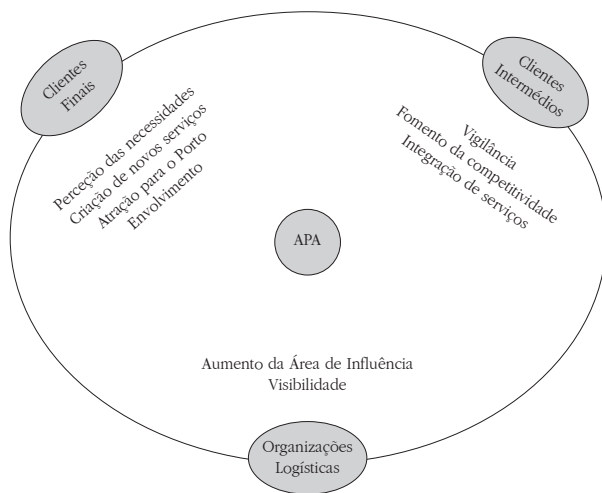 Clientes
Finais
Perceção das necessidades
Criação de novos serviços
Atração para o Porto
Envolvimento
Clientes
Intermédios
Vigilância
Fomento da competitividade
Integração de serviços
APA
Aumento da Área de Influência
Visibilidade
Organizações
Logísticas